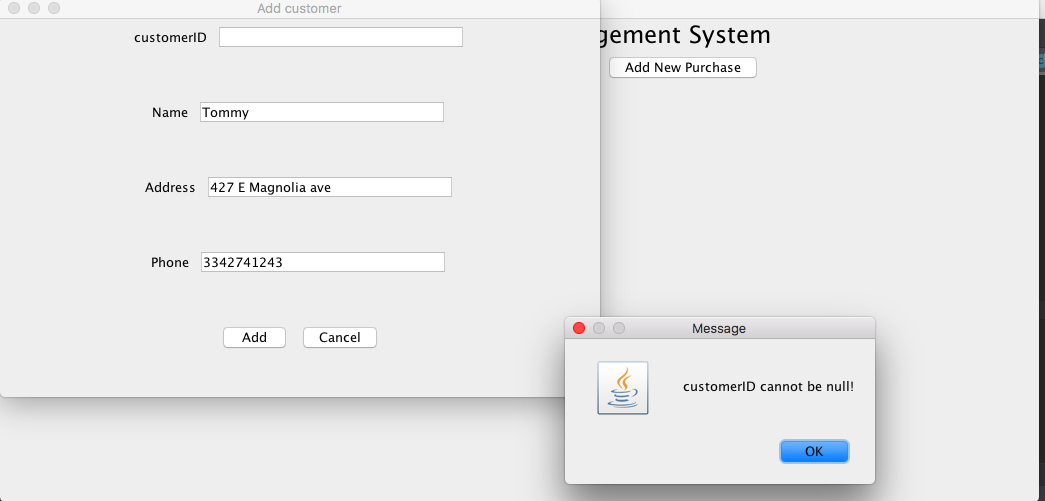 Add customer
customerID
gement System
Add New Purchase
Name Tommy
Address 427 E Magnolia ave
Phone 3342741243
Add Cancel
Message
customerID cannot be null!
OK